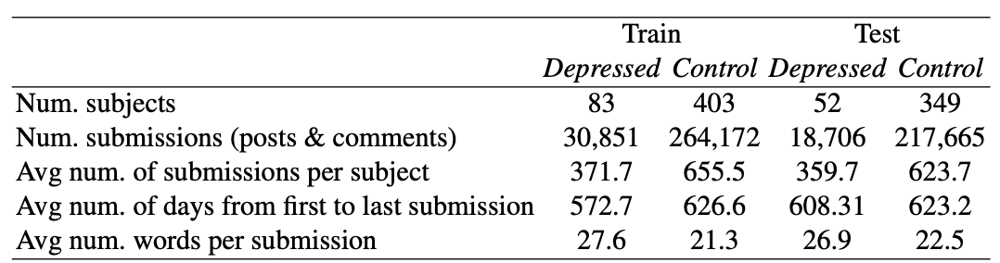 Train Test
Depressed Control Depressed Control
Num. subjects 83 403 52 349
Num. submissions (posts & comments) 30,851 264,172 18,706 217,665
Avg num. of submissions per subject 371.7 655.5 359.7 623.7
Avg num. of days from first to last submission 572.7 626.6 608.31 623.2
Avg num. words per submission 27.6 21.3 26.9 22.5